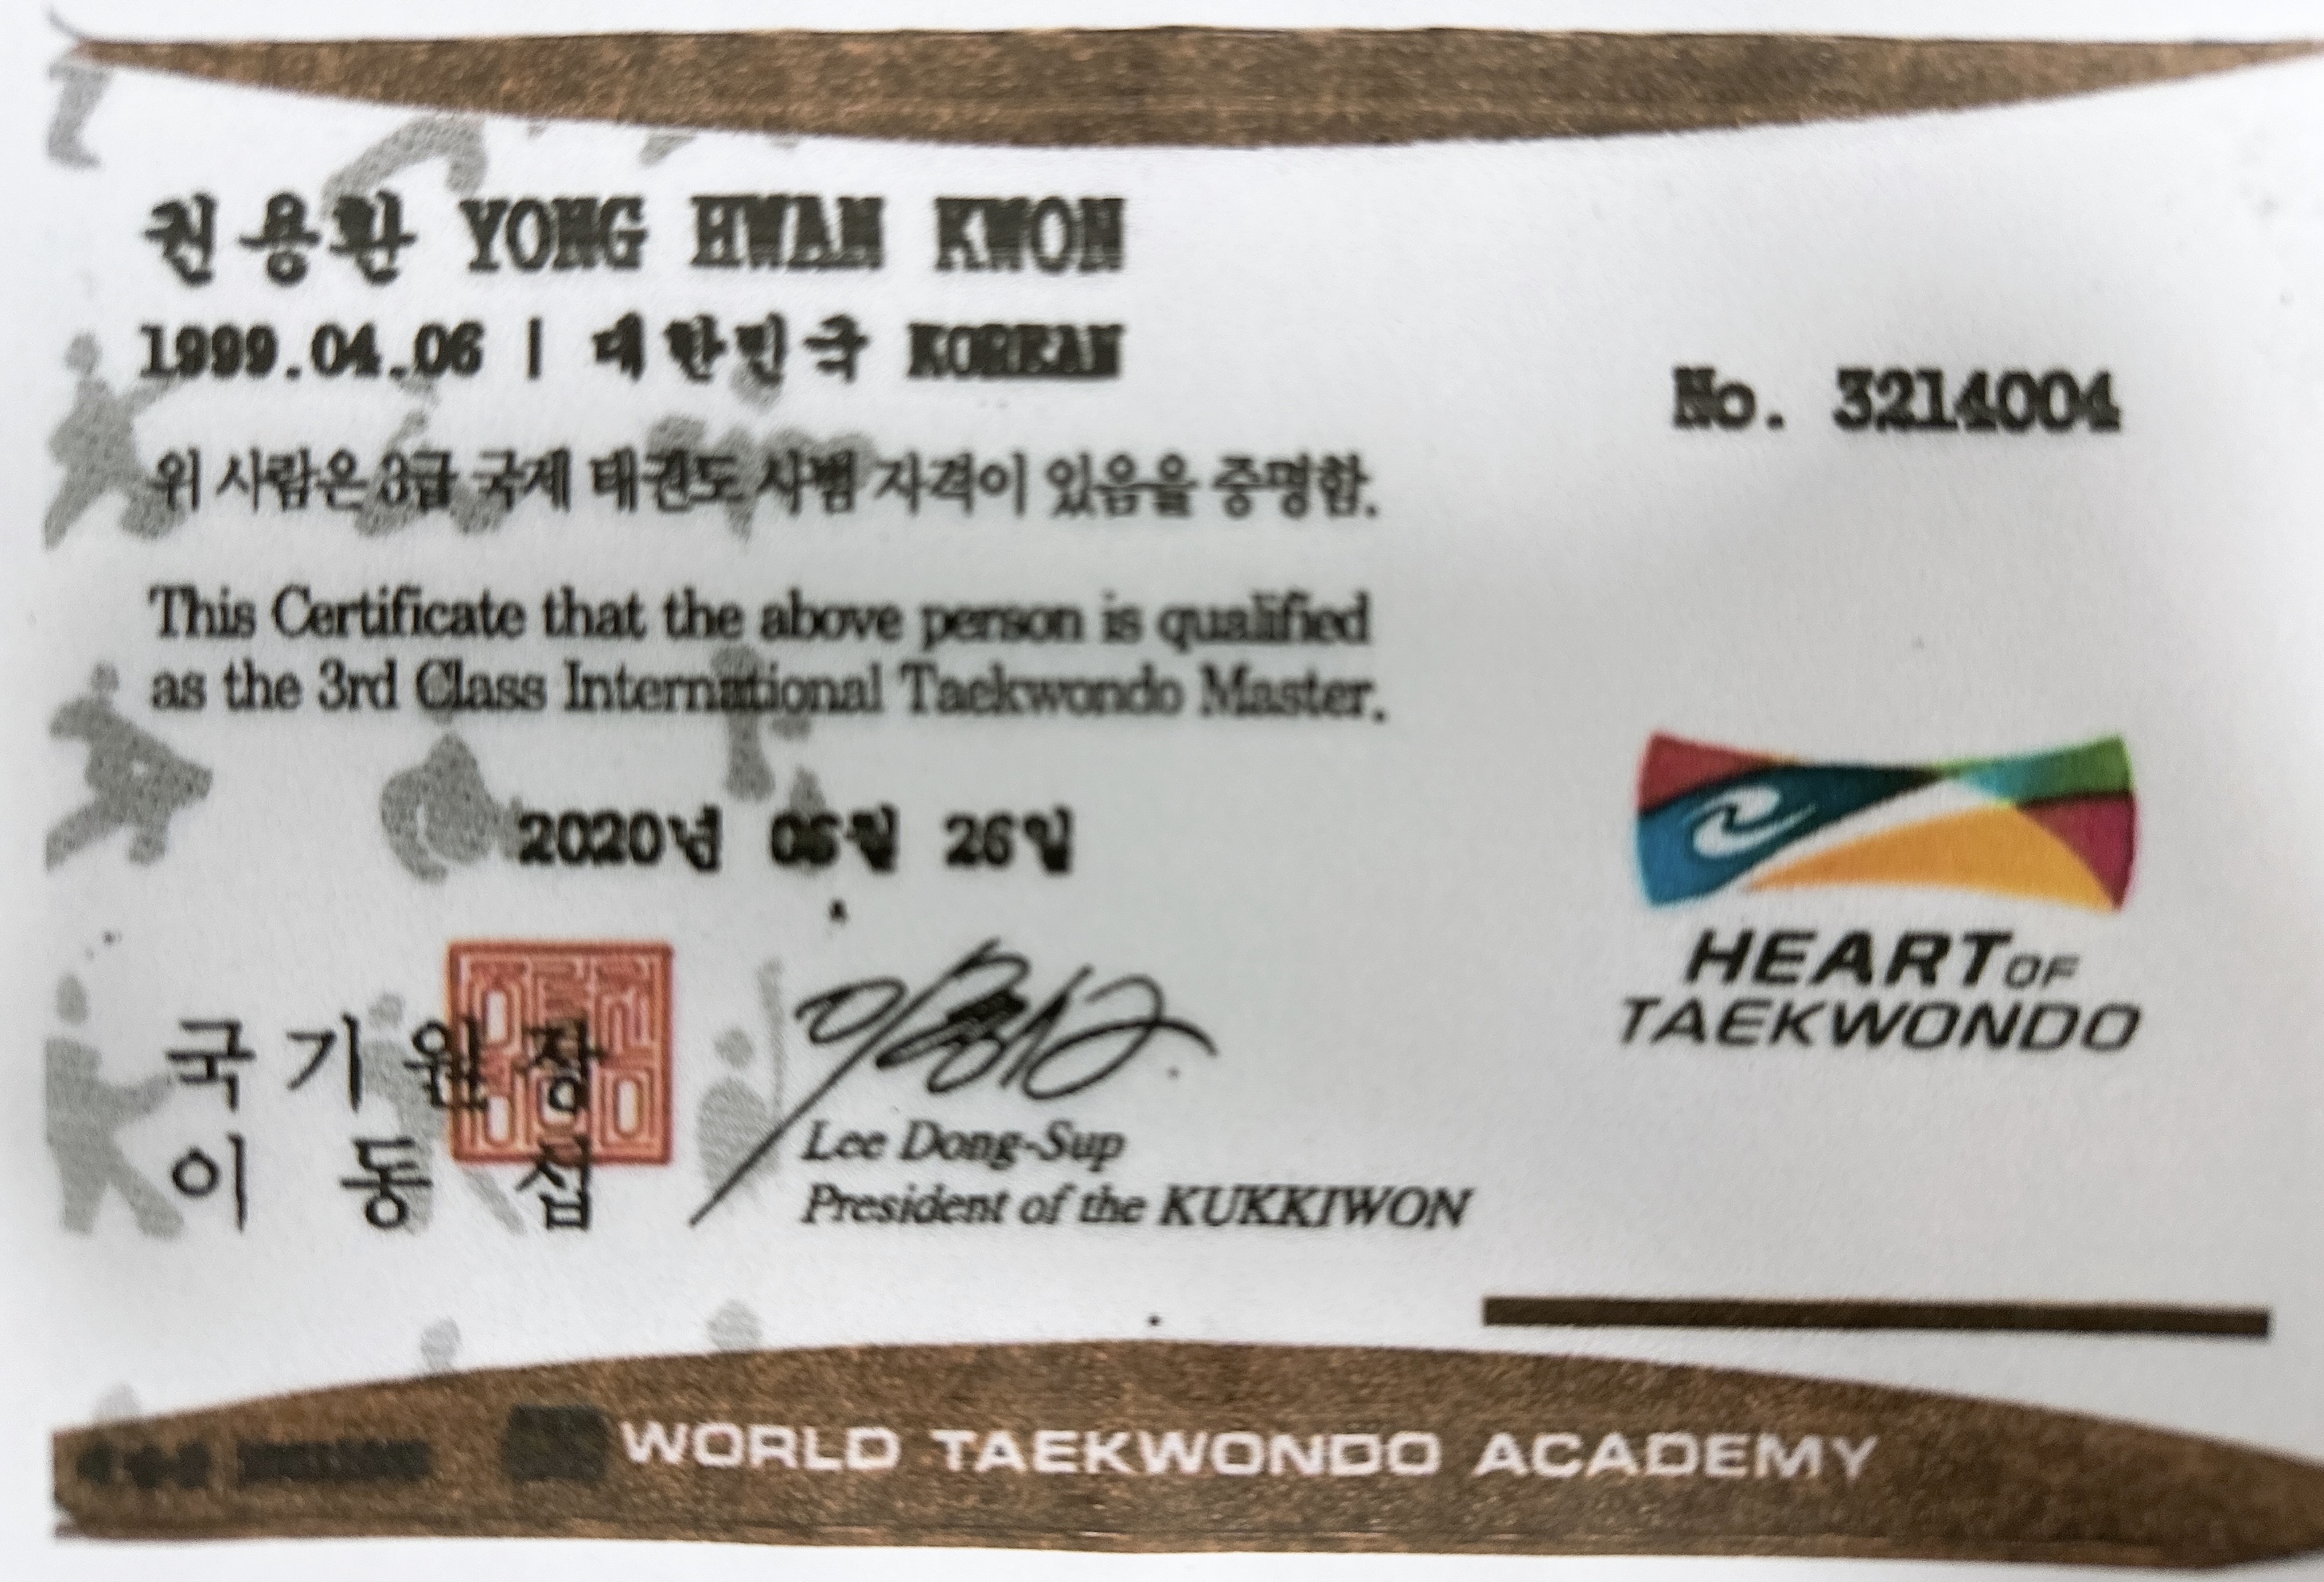 권용환 YONG HWAN KWON
1999.04.06 | 대한민국 KOREAN
No. 3214004
위 사람은 3급 국제 태권도 사범 자격이 있음을 증명함.
This Certificate that the above person is qualified
as the 3rd Class International Taekwondo Master.
2020년 월 26일
HEART OF
TAEKWONDO
국기원장
이동섭
Lee Dong-Sup
President of the KUKKIWON
WORLD TAEKWONDO ACADEMY